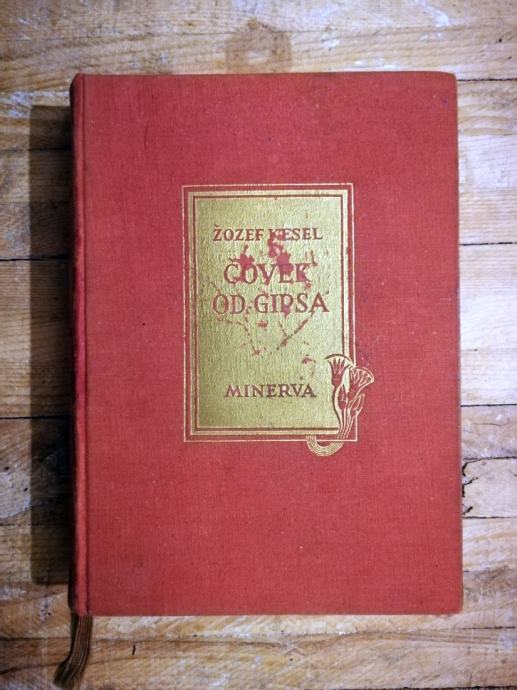 ŽOZEF KESEL
ČOVEK
OD GIPSA
MINERVA